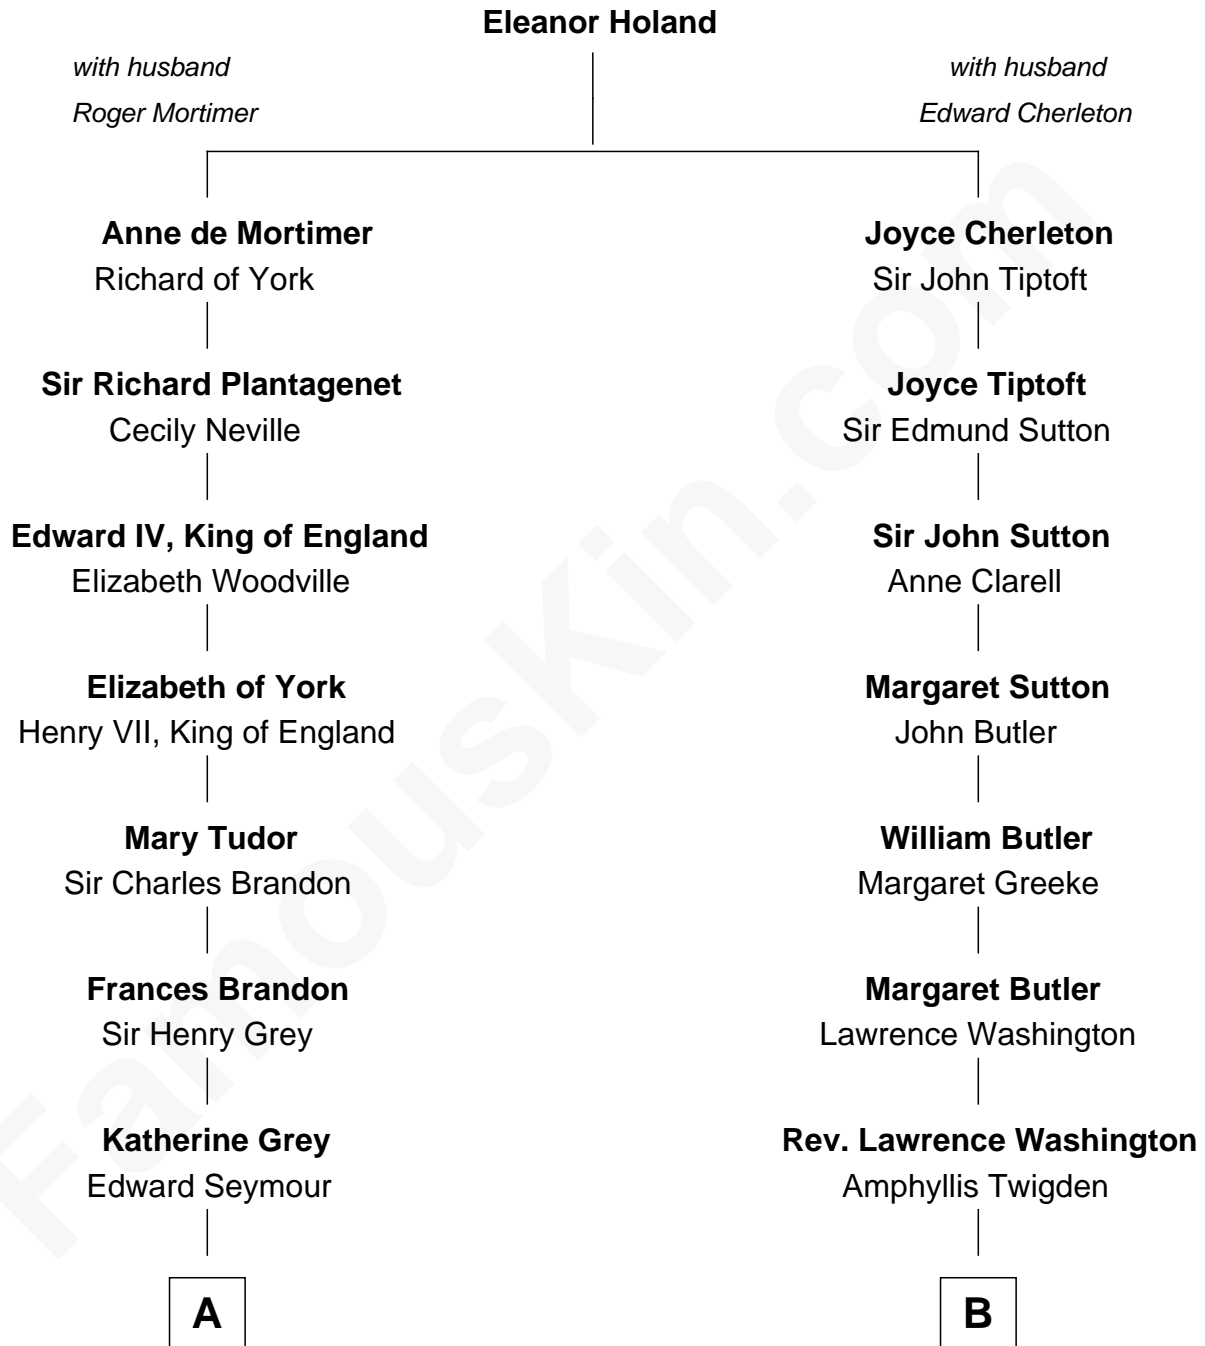 Eleanor Holand
with husband
Roger Mortimer
with husband
Edward Cherleton
Anne de Mortimer
Richard of York
Joyce Cherleton
Sir John Tiptoft
Sir Richard Plantagenet
Cecily Neville
Joyce Tiptoft
Sir Edmund Sutton
Edward IV, King of England
Elizabeth Woodville
Sir John Sutton
Anne Clarell
Elizabeth of York
Henry VII, King of England
Margaret Sutton
John Butler
Mary Tudor
Sir Charles Brandon
William Butler
Margaret Greeke
Frances Brandon
Sir Henry Grey
Margaret Butler
Lawrence Washington
Katherine Grey
Edward Seymour
Rev. Lawrence Washington
Amphyllis Twigden
A
B
FamousKin.com